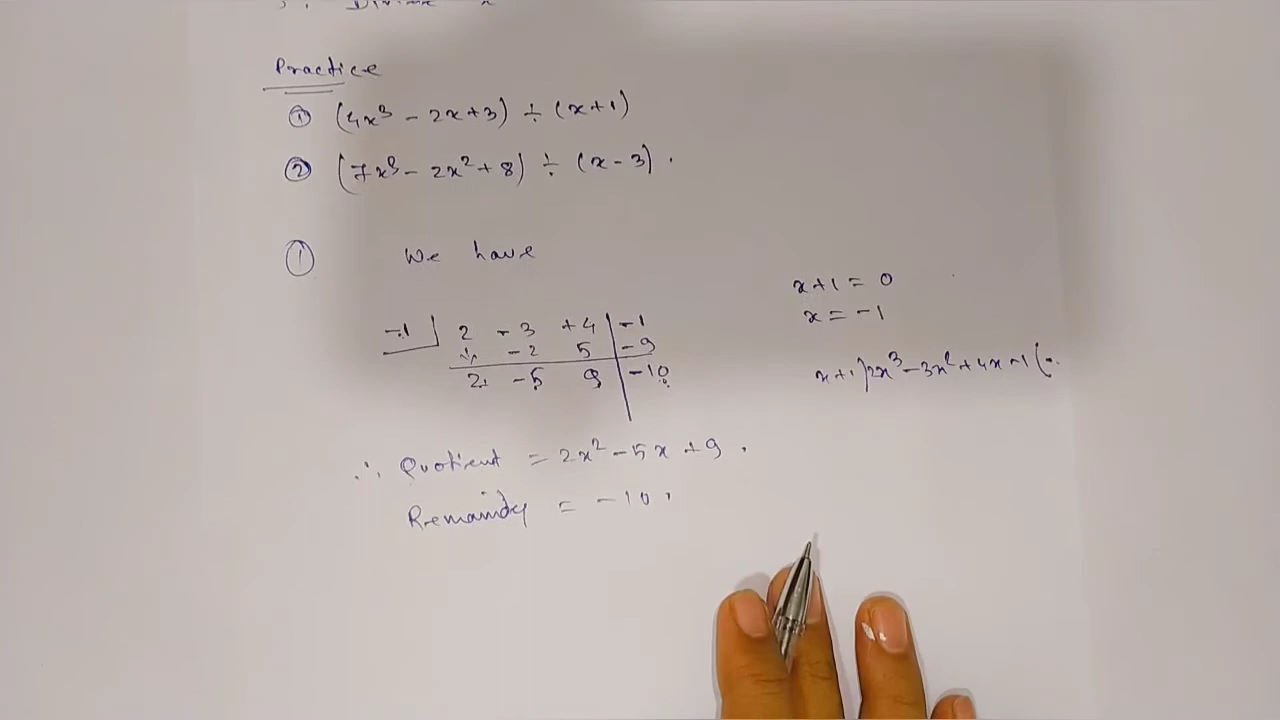 Practice
① (4x³ - 2x + 3) ÷ (x + 1)
② (7x³ - 2x² + 8) ÷ (x - 3).
① We have
x + 1 = 0
x = -1
-1 | 2 - 3 + 4 | -1
↓ -2 5 | -9
2 -5 9 | -10
x + 1 ) 2x³ - 3x² + 4x - 1 (
∴ Quotient = 2x² - 5x + 9.
Remainder = -10.